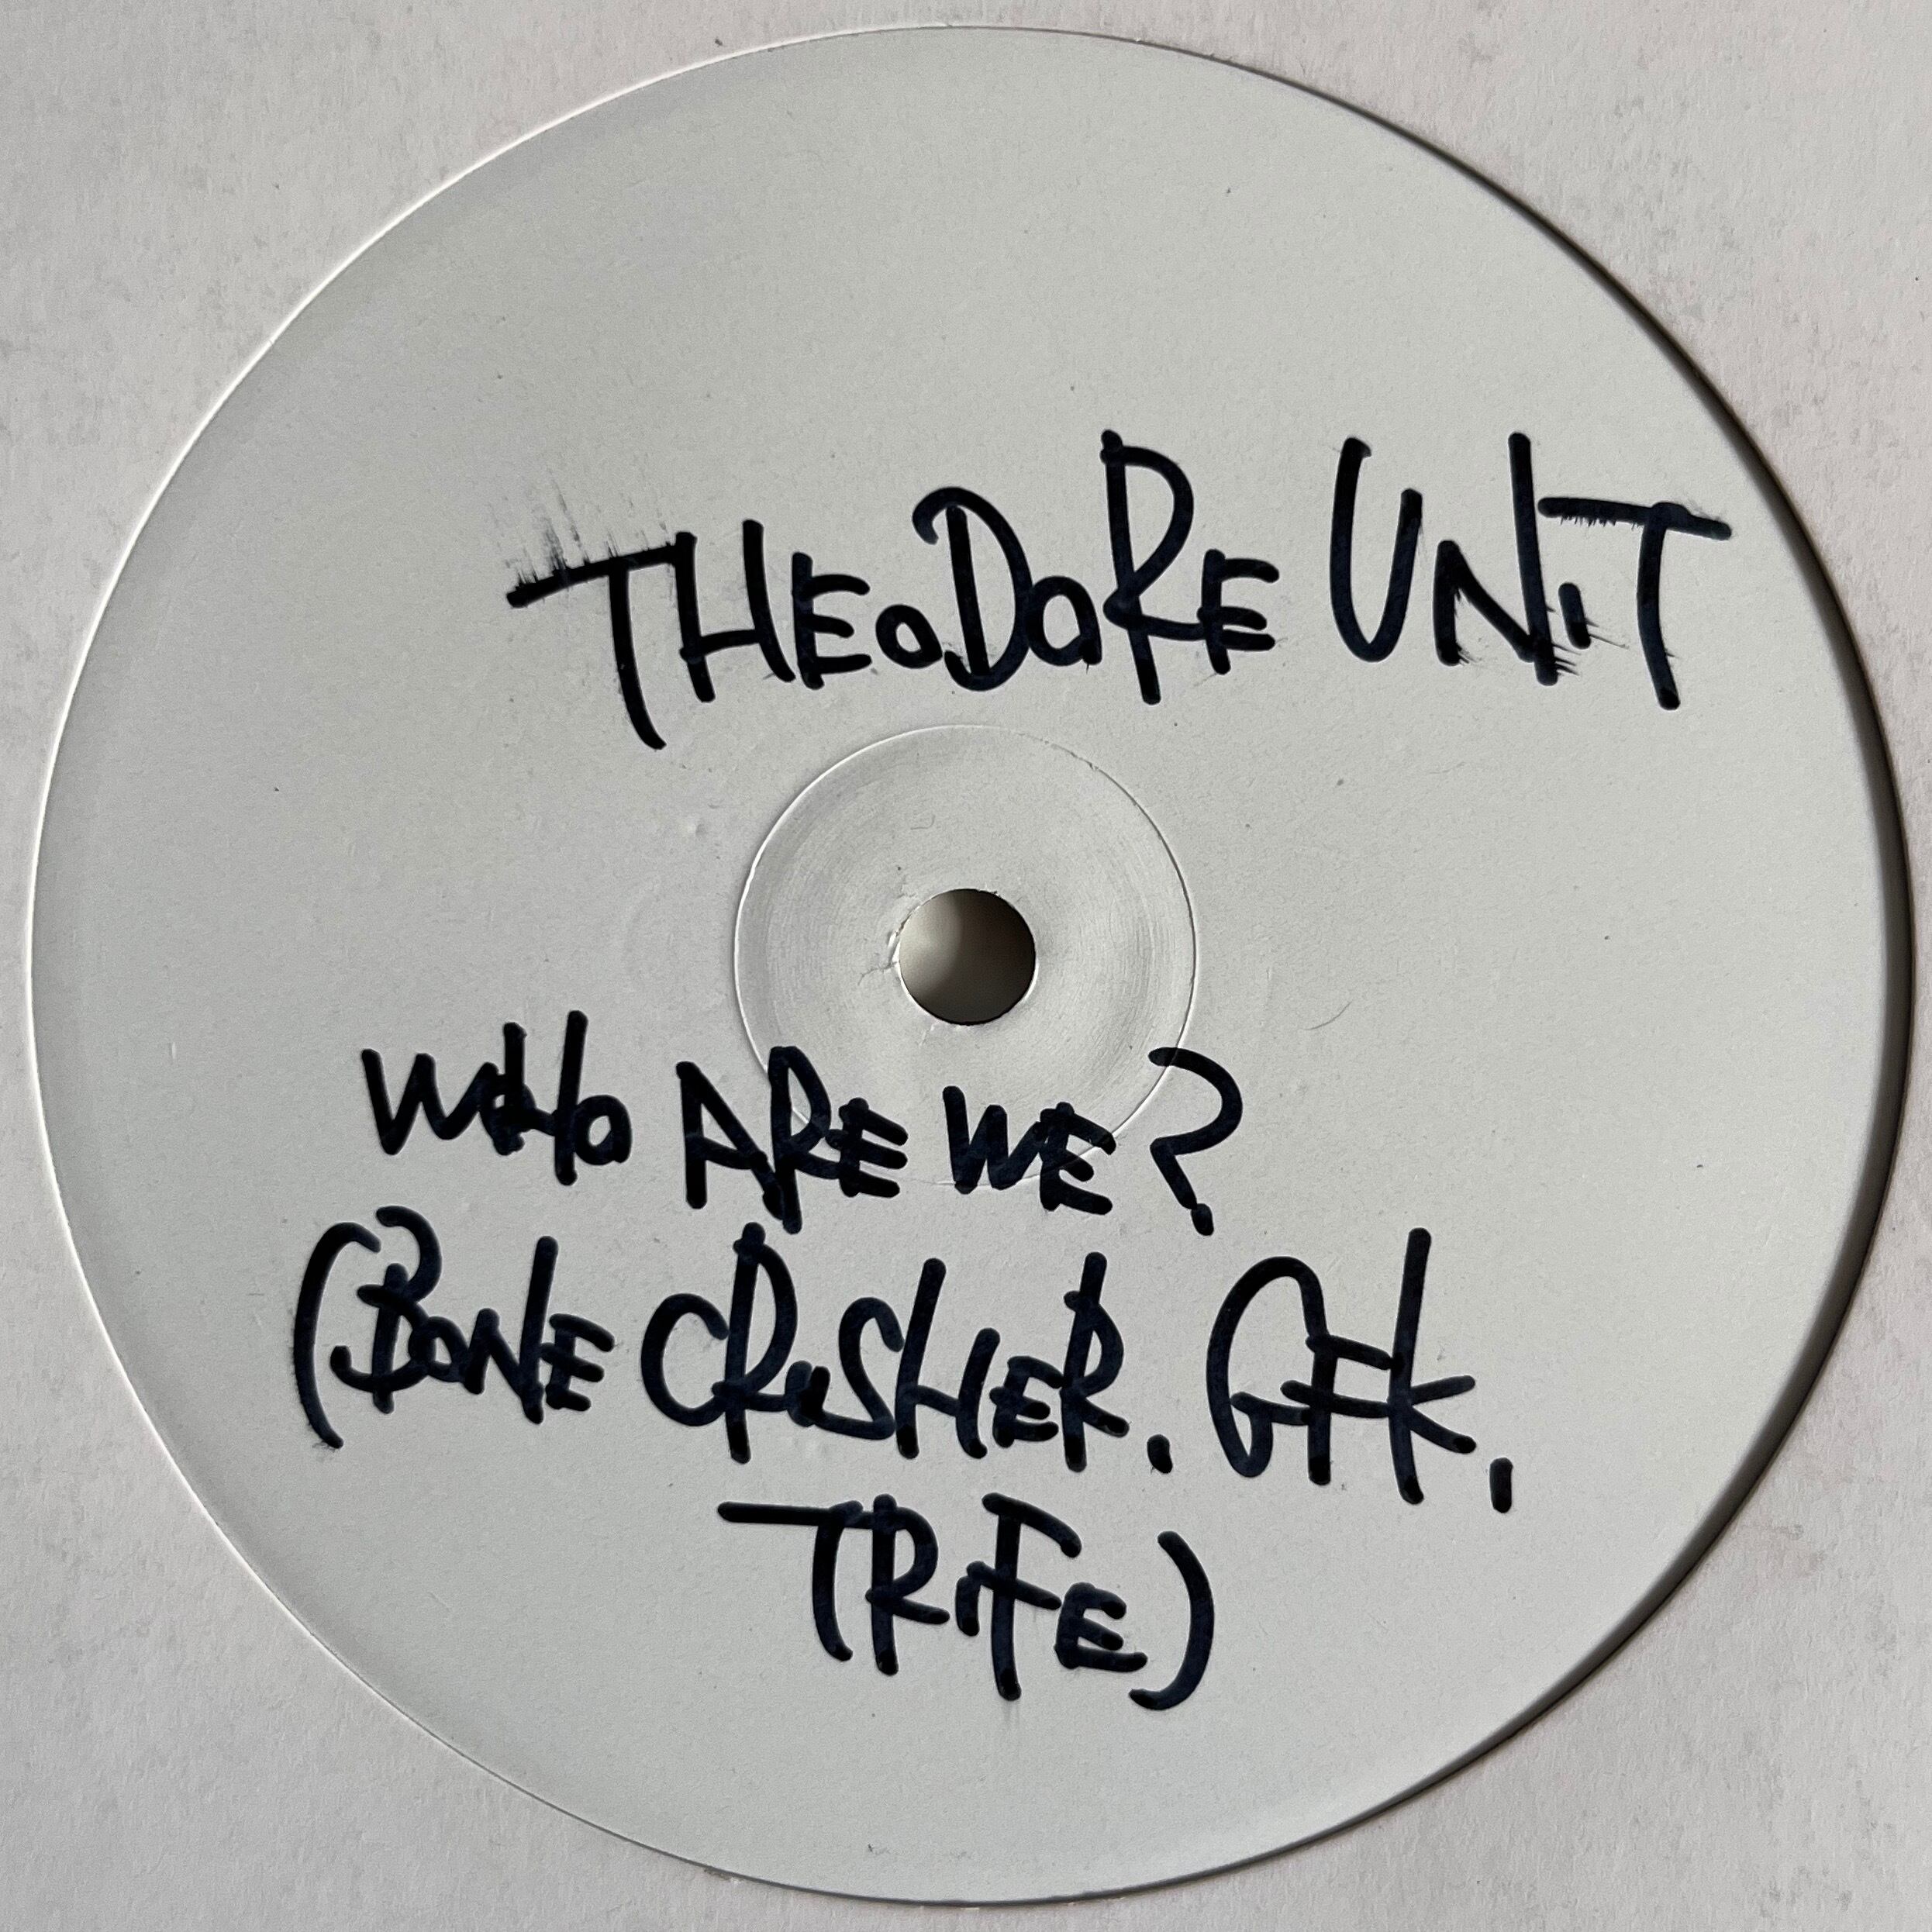 THEODORE UNIT
WHO ARE WE?
(BONE CRUSHER. GFK,
TRIFE)